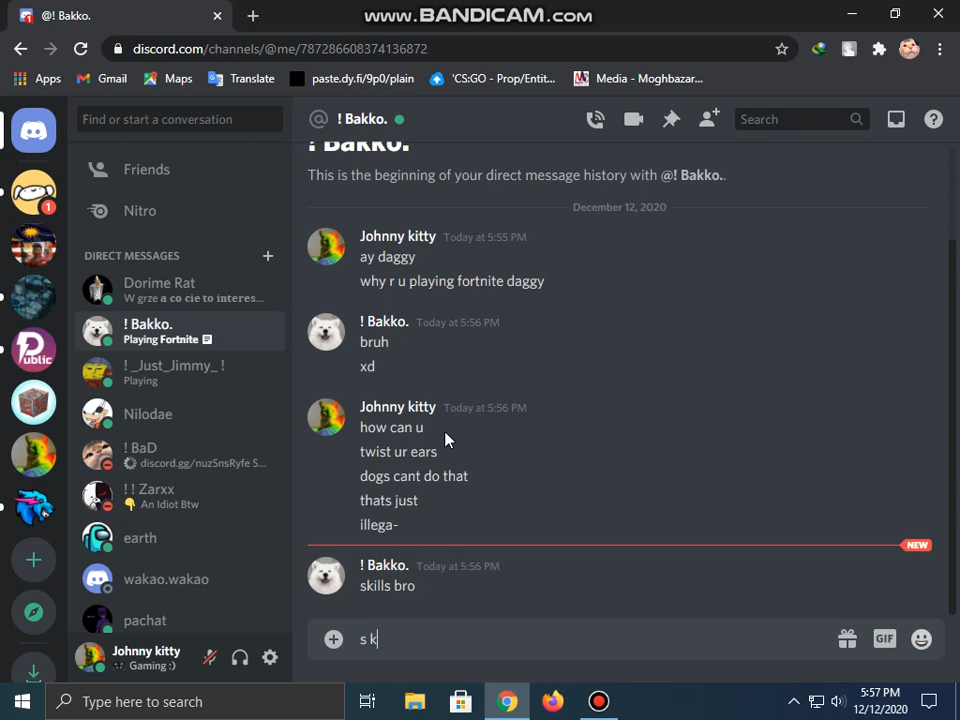 @! Bakko.
www.BANDICAM.com
discord.com/channels/@me/787286608374136872
Apps
Gmail
Maps
Translate
paste.dy.fi/9p0/plain
'CS:GO - Prop/Entit...
Media - Moghbazar...
Find or start a conversation
! Bakko.
Search
Friends
Nitro
DIRECT MESSAGES
Dorime Rat
W grze a co cie to interes...
! Bakko.
Playing Fortnite
! _Just_Jimmy_ !
Playing
Nilodae
! BaD
discord.gg/nuzSnsRyfe S...
! ! Zarxx
An Idiot Btw
earth
wakao.wakao
pachat
Johnny kitty
Gaming :)
Public
1
! Bakko.
This is the beginning of your direct message history with @! Bakko..
December 12, 2020
Johnny kitty Today at 5:55 PM
ay daggy
why r u playing fortnite daggy
! Bakko. Today at 5:56 PM
bruh
xd
Johnny kitty Today at 5:56 PM
how can u
twist ur ears
dogs cant do that
thats just
illega-
NEW
! Bakko. Today at 5:56 PM
skills bro
s k
GIF
Type here to search
5:57 PM
12/12/2020